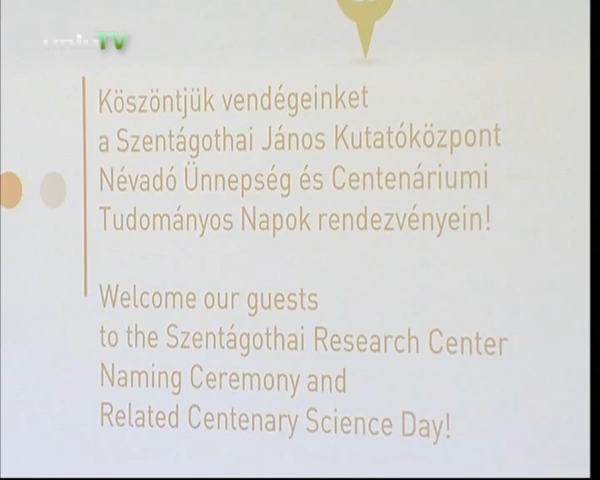 univTV
Köszöntjük vendégeinket
a Szentágothai János Kutatóközpont
Névadó Ünnepség és Centenáriumi
Tudományos Napok rendezvényein!
Welcome our guests
to the Szentágothai Research Center
Naming Ceremony and
Related Centenary Science Day!